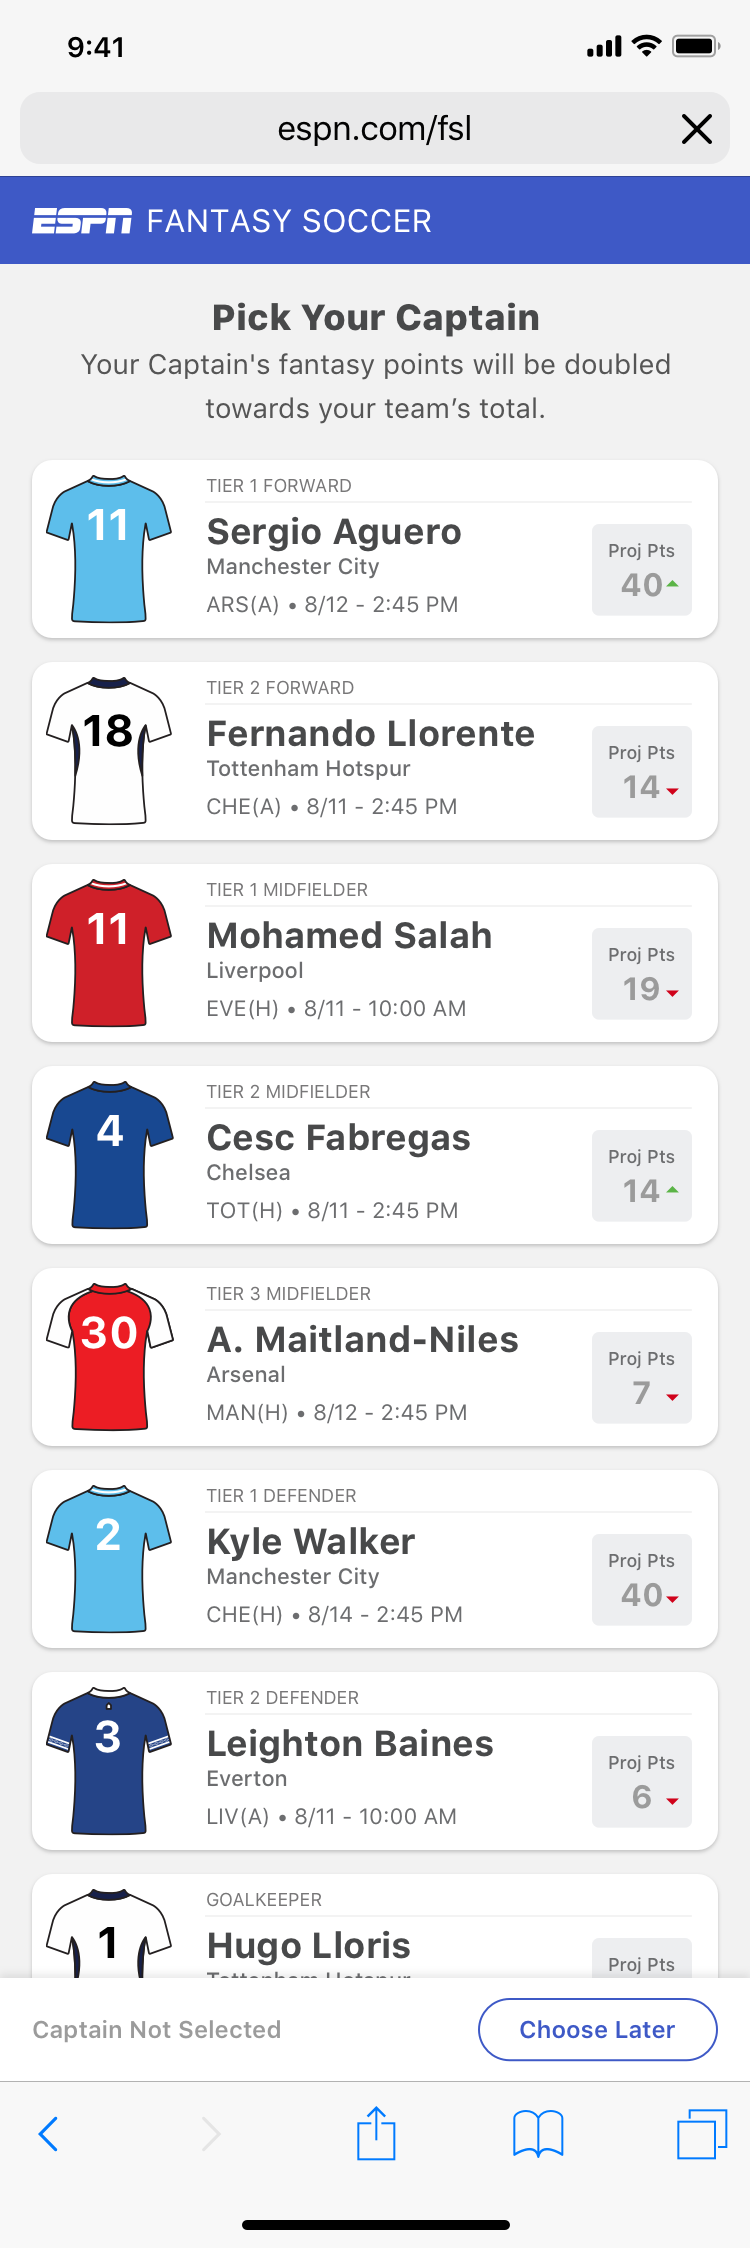 9:41
espn.com/fsl
ESPN FANTASY SOCCER
Pick Your Captain
Your Captain's fantasy points will be doubled
towards your team’s total.
11
TIER 1 FORWARD
Sergio Aguero
Manchester City
ARS(A) • 8/12 - 2:45 PM
Proj Pts
40
18
TIER 2 FORWARD
Fernando Llorente
Tottenham Hotspur
CHE(A) • 8/11 - 2:45 PM
Proj Pts
14
11
TIER 1 MIDFIELDER
Mohamed Salah
Liverpool
EVE(H) • 8/11 - 10:00 AM
Proj Pts
19
4
TIER 2 MIDFIELDER
Cesc Fabregas
Chelsea
TOT(H) • 8/11 - 2:45 PM
Proj Pts
14
30
TIER 3 MIDFIELDER
A. Maitland-Niles
Arsenal
MAN(H) • 8/12 - 2:45 PM
Proj Pts
7
2
TIER 1 DEFENDER
Kyle Walker
Manchester City
CHE(H) • 8/14 - 2:45 PM
Proj Pts
40
3
TIER 2 DEFENDER
Leighton Baines
Everton
LIV(A) • 8/11 - 10:00 AM
Proj Pts
6
1
GOALKEEPER
Hugo Lloris
Tottenham Hotspur
Proj Pts
Captain Not Selected
Choose Later